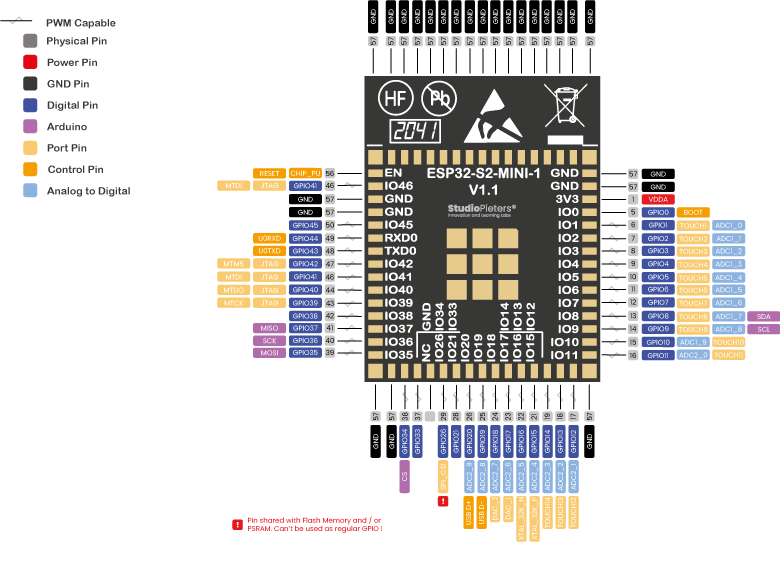 PWM Capable
Physical Pin
Power Pin
GND Pin
Digital Pin
Arduino
Port Pin
Control Pin
Analog to Digital
GND GND GND GND GND GND GND GND GND GND GND GND GND
57 57 57 57 57 57 57 57 57 57 57 57 57
HF Pb
2041
ESP32-S2-MINI-1
V1.1
StudioPieters®
Innovation and Learning Labs
RESET CHIP_PU 56 EN
MTDI JTAG GPIO41 46 IO46
GND 57 GND
GND 57 GND
GPIO45 50 IO45
U0RXD GPIO44 49 RXD0
U0TXD GPIO43 48 TXD0
MTMS JTAG GPIO42 47 IO42
MTDI JTAG GPIO41 46 IO41
MTDO JTAG GPIO40 44 IO40
MTCK JTAG GPIO39 43 IO39
GPIO38 42 IO38
MISO GPIO37 41 IO37
SCK GPIO36 40 IO36
MOSI GPIO35 39 IO35
GND 57 GND
GND 57 GND
3V3 1 VDDA
IO0 5 GPIO0 BOOT
IO1 6 GPIO1 TOUCH1 ADC1_0
IO2 7 GPIO2 TOUCH2 ADC1_1
IO3 8 GPIO3 TOUCH3 ADC1_2
IO4 9 GPIO4 TOUCH4 ADC1_3
IO5 10 GPIO5 TOUCH5 ADC1_4
IO6 11 GPIO6 TOUCH6 ADC1_5
IO7 12 GPIO7 TOUCH7 ADC1_6
IO8 13 GPIO8 TOUCH8 ADC1_7 SDA
IO9 14 GPIO9 TOUCH9 ADC1_8 SCL
IO10 15 GPIO10 ADC1_9 TOUCH10
IO11 16 GPIO11 ADC2_0 TOUCH11
GND IO34 IO33 IO14 IO13 IO12
NC IO26 IO21 IO20 IO19 IO18 IO17 IO16 IO15
57 57 38 37 29 28 26 25 24 23 22 21 19 18 17 57
GND GND GPIO34 GPIO33 GPIO26 GPIO21 GPIO20 GPIO19 GPIO18 GPIO17 GPIO16 GPIO15 GPIO14 GPIO13 GPIO12 GND
CS SPI_CSI ADC2_9 ADC2_8 ADC2_7 ADC2_6 ADC2_5 ADC2_4 ADC2_3 ADC2_2 ADC2_1
! USB D+ USB D- DAC_2 DAC_1 XTAL_32K_N XTAL_32K_P TOUCH14 TOUCH13 TOUCH12
! Pin shared with Flash Memory and / or
PSRAM. Can't be used as regular GPIO !